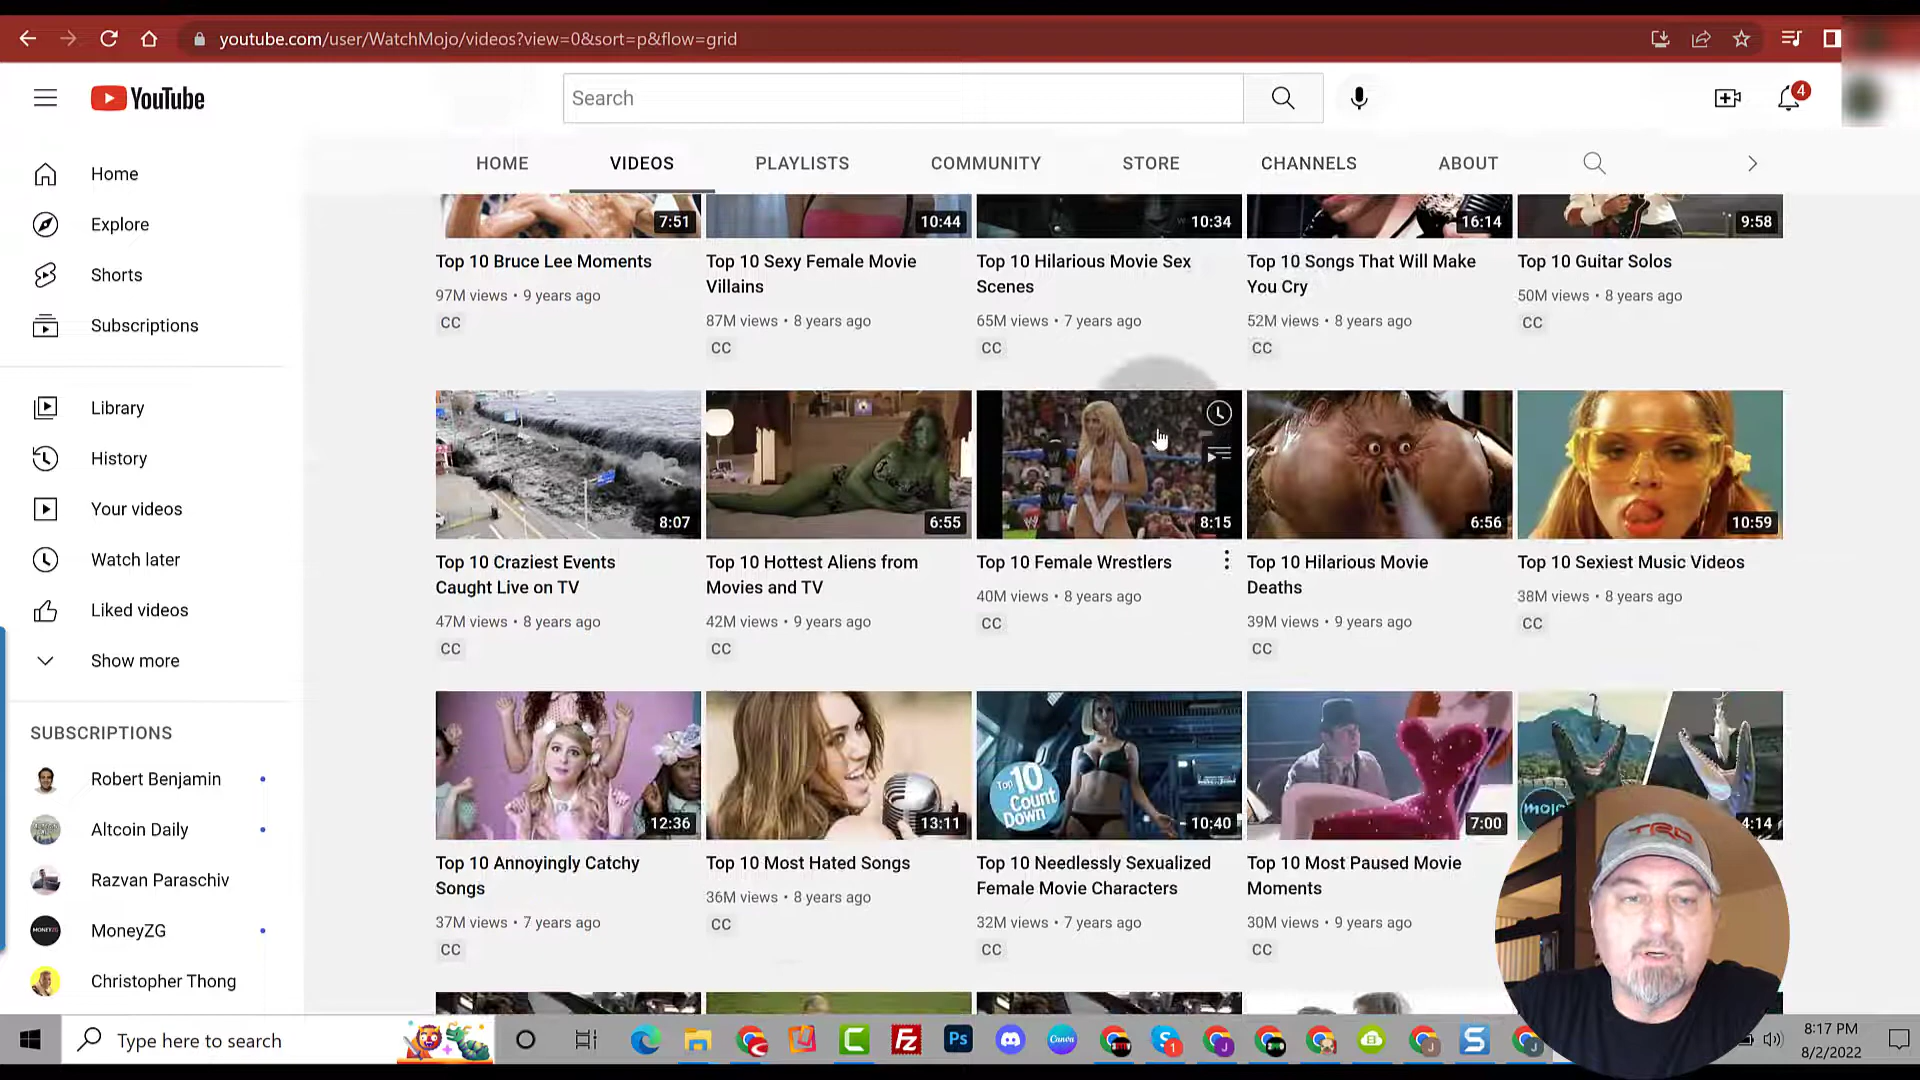 youtube.com/user/WatchMojo/videos?view=0&sort=p&flow=grid
YouTube
Search
4
HOME
VIDEOS
PLAYLISTS
COMMUNITY
STORE
CHANNELS
ABOUT
Home
Explore
Shorts
Subscriptions
Library
History
Your videos
Watch later
Liked videos
Show more
SUBSCRIPTIONS
Robert Benjamin
Altcoin Daily
Razvan Paraschiv
MoneyZG
Christopher Thong
7:51
10:44
10:34
16:14
9:58
Top 10 Bruce Lee Moments
97M views • 9 years ago
CC
Top 10 Sexy Female Movie
Villains
87M views • 8 years ago
CC
Top 10 Hilarious Movie Sex
Scenes
65M views • 7 years ago
CC
Top 10 Songs That Will Make
You Cry
52M views • 8 years ago
CC
Top 10 Guitar Solos
50M views • 8 years ago
CC
8:07
6:55
8:15
6:56
10:59
Top 10 Craziest Events
Caught Live on TV
47M views • 8 years ago
CC
Top 10 Hottest Aliens from
Movies and TV
42M views • 9 years ago
CC
Top 10 Female Wrestlers
40M views • 8 years ago
CC
Top 10 Hilarious Movie
Deaths
39M views • 9 years ago
CC
Top 10 Sexiest Music Videos
38M views • 8 years ago
CC
12:36
13:11
Top
10
Count
Down
10:40
7:00
mojo
4:14
Top 10 Annoyingly Catchy
Songs
37M views • 7 years ago
CC
Top 10 Most Hated Songs
36M views • 8 years ago
CC
Top 10 Needlessly Sexualized
Female Movie Characters
32M views • 7 years ago
CC
Top 10 Most Paused Movie
Moments
30M views • 9 years ago
CC
TRD
Type here to search
Ps
Canva
1
8:17 PM
8/2/2022